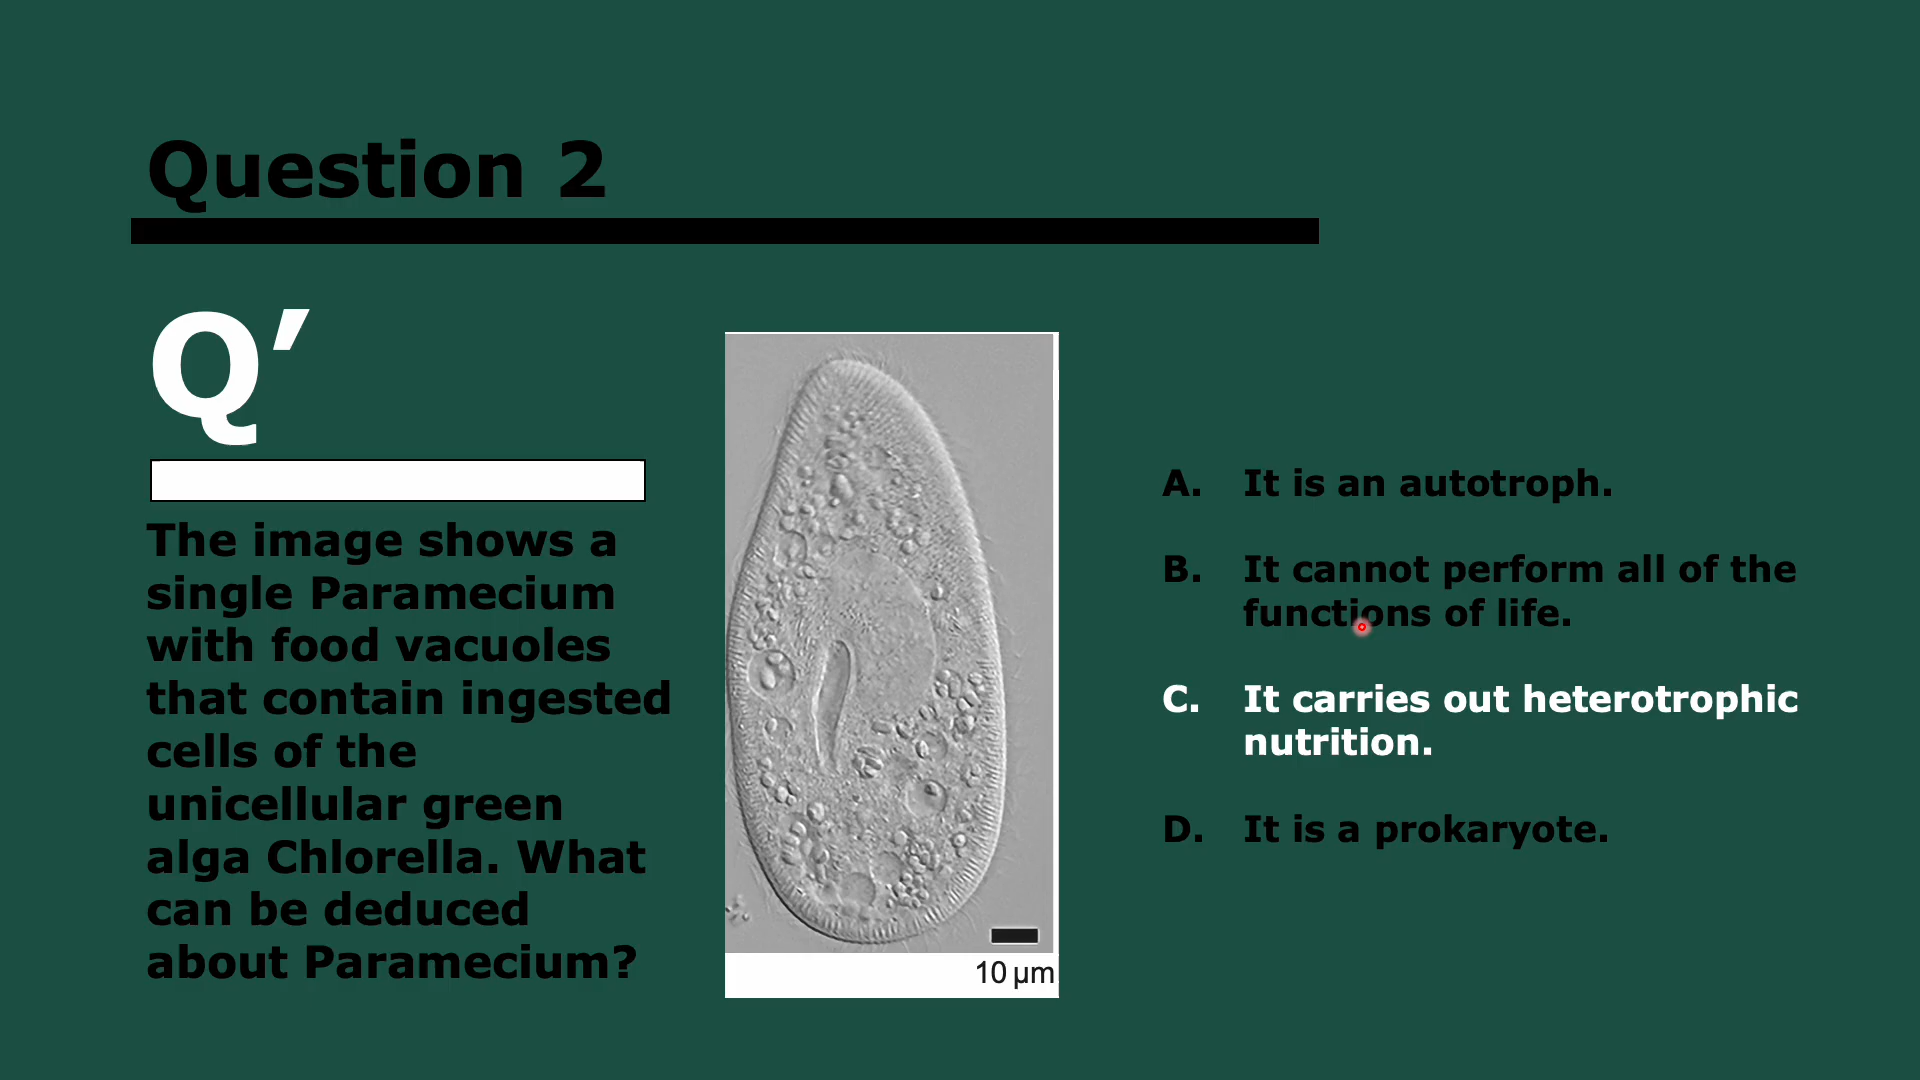 Question 2
Q’
The image shows a
single Paramecium
with food vacuoles
that contain ingested
cells of the
unicellular green
alga Chlorella. What
can be deduced
about Paramecium?
10 µm
A. It is an autotroph.
B. It cannot perform all of the
functions of life.
C. It carries out heterotrophic
nutrition.
D. It is a prokaryote.